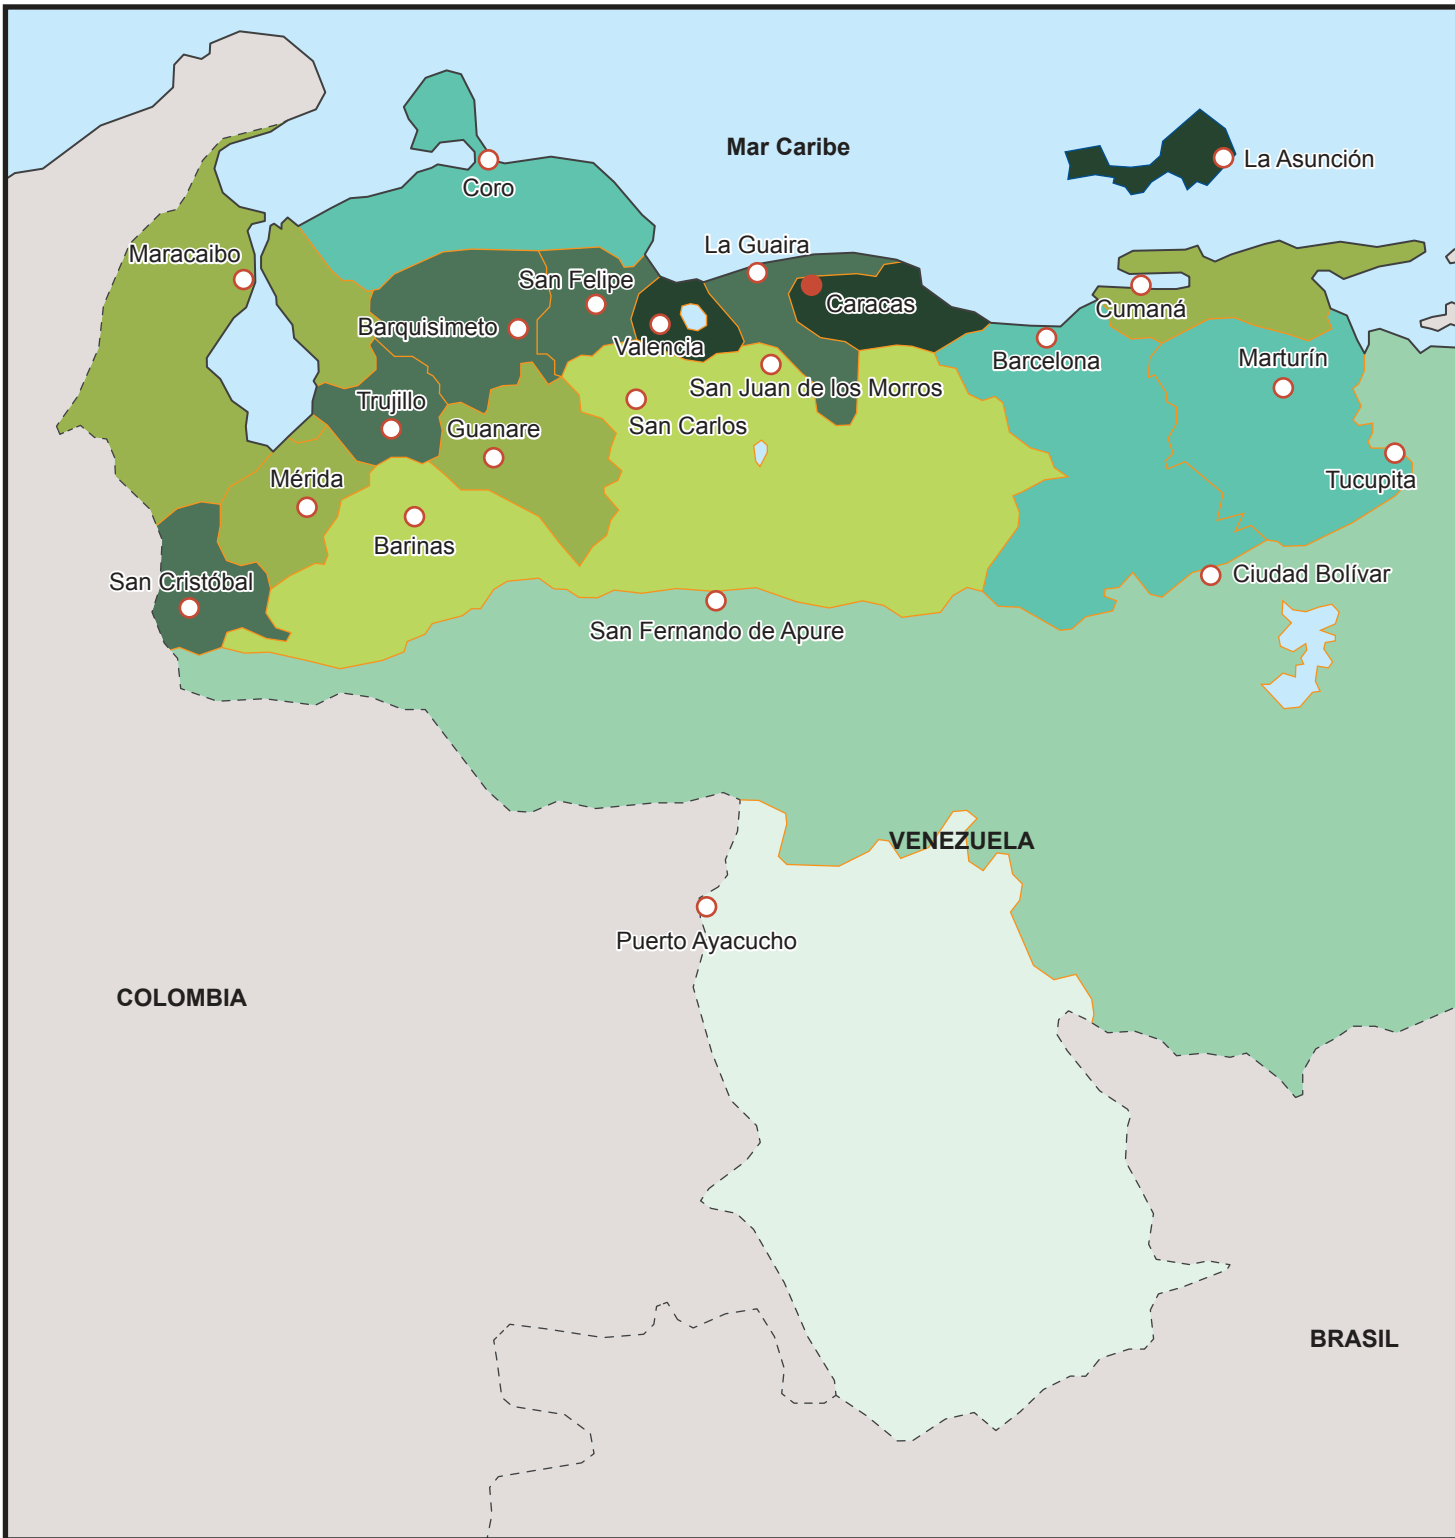 Mar Caribe
La Asunción
Coro
La Guaira
Maracaibo
San Felipe
Caracas
Cumaná
Barquisimeto
Valencia
Barcelona
Marturín
San Juan de los Morros
Trujillo
Guanare
San Carlos
Mérida
Tucupita
Barinas
San Cristóbal
Ciudad Bolívar
San Fernando de Apure
VENEZUELA
Puerto Ayacucho
COLOMBIA
BRASIL